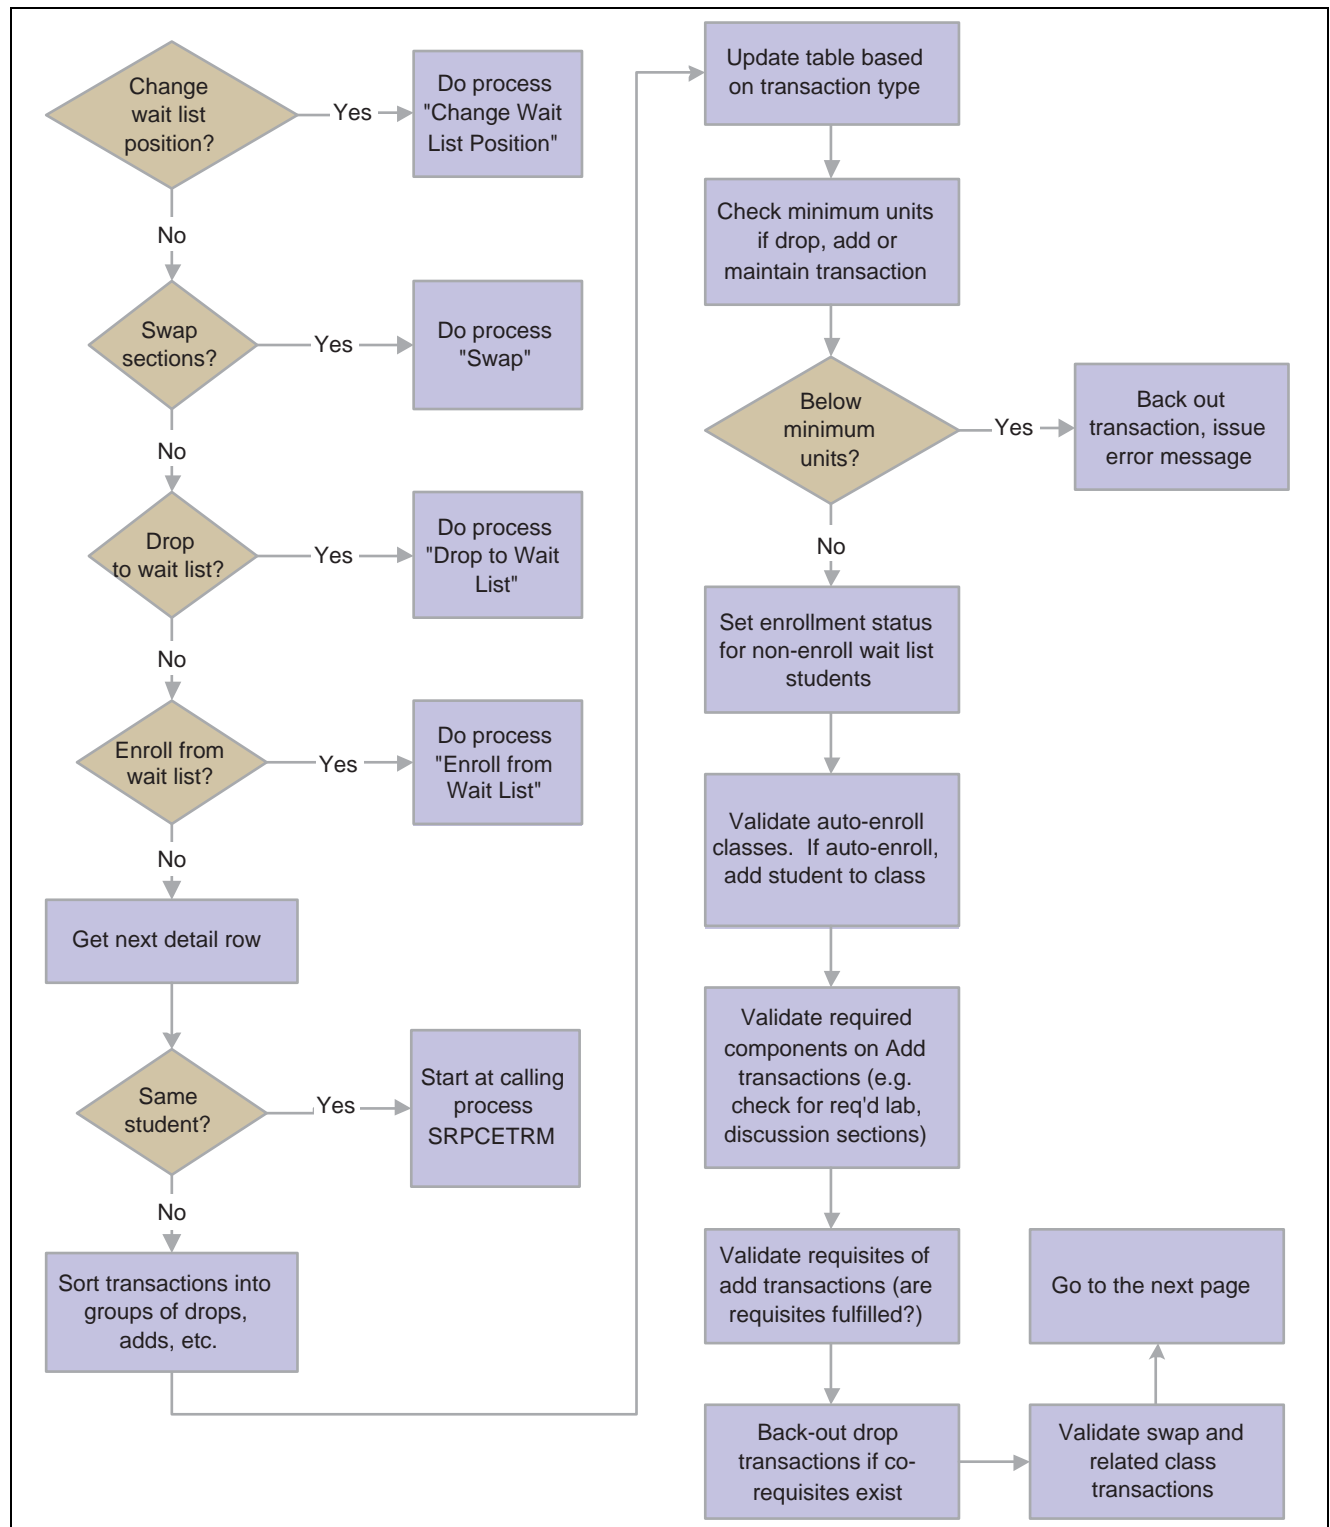 Change
wait list
position?
Yes
Do process
"Change Wait
List Position"
No
Swap
sections?
Yes
Do process
"Swap"
No
Drop
to wait list?
Yes
Do process
"Drop to Wait
List"
No
Enroll from
wait list?
Yes
Do process
"Enroll from
Wait List"
No
Get next detail row
Same
student?
Yes
Start at calling
process
SRPCETRM
No
Sort transactions into
groups of drops,
adds, etc.
Update table based
on transaction type
Check minimum units
if drop, add or
maintain transaction
Below
minimum
units?
Yes
Back out
transaction, issue
error message
No
Set enrollment status
for non-enroll wait list
students
Validate auto-enroll
classes.  If auto-enroll,
add student to class
Validate required
components on Add
transactions (e.g.
check for req'd lab,
discussion sections)
Validate requisites of
add transactions (are
requisites fulfilled?)
Back-out drop
transactions if co-
requisites exist
Validate swap and
related class
transactions
Go to the next page